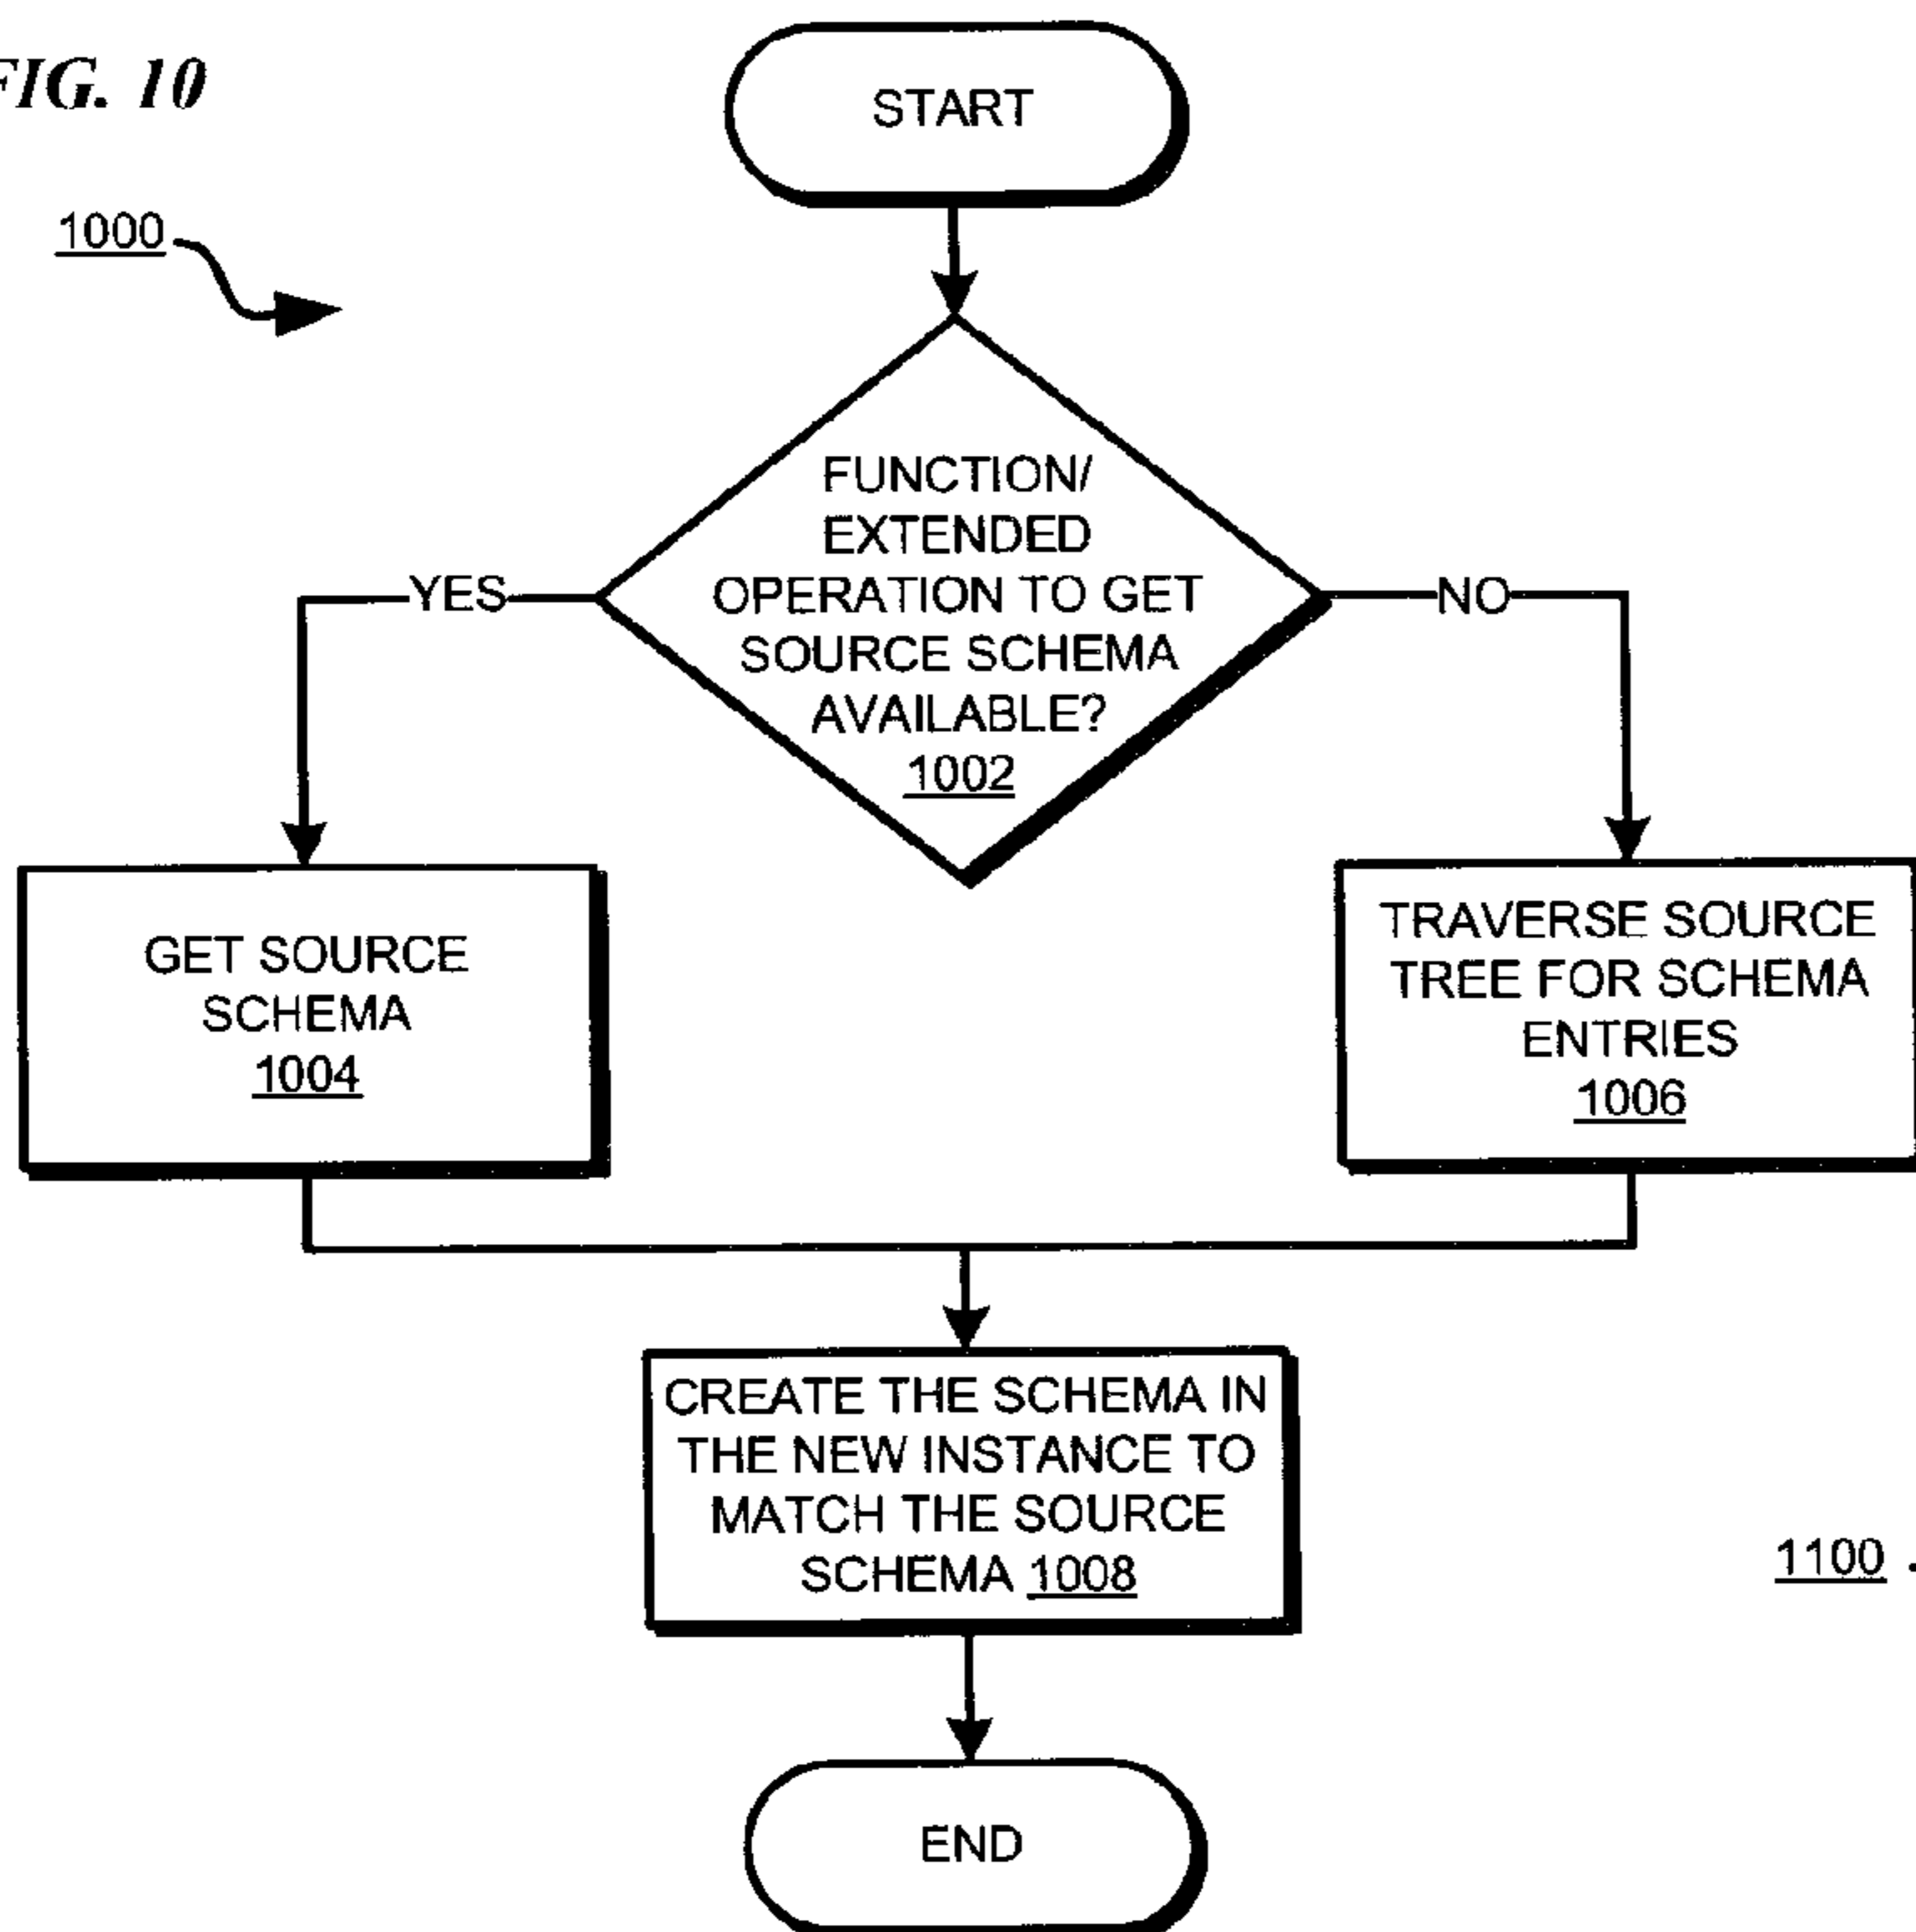 FIG. 10
START
1000
FUNCTION/
EXTENDED
OPERATION TO GET
SOURCE SCHEMA
AVAILABLE?
1002
YES
NO
GET SOURCE
SCHEMA
1004
TRAVERSE SOURCE
TREE FOR SCHEMA
ENTRIES
1006
CREATE THE SCHEMA IN
THE NEW INSTANCE TO
MATCH THE SOURCE
SCHEMA 1008
1100
END